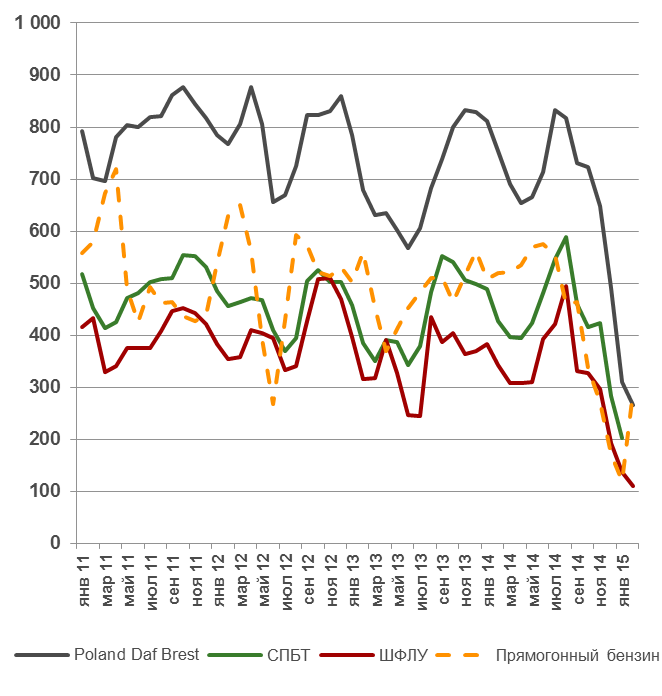 1 000
900
800
700
600
500
400
300
200
100
0
янв 11
мар 11
май 11
июл 11
сен 11
ноя 11
янв 12
мар 12
май 12
июл 12
сен 12
ноя 12
янв 13
мар 13
май 13
июл 13
сен 13
ноя 13
янв 14
мар 14
май 14
июл 14
сен 14
ноя 14
янв 15
Poland Daf Brest СПБТ ШФЛУ Прямогонный бензин